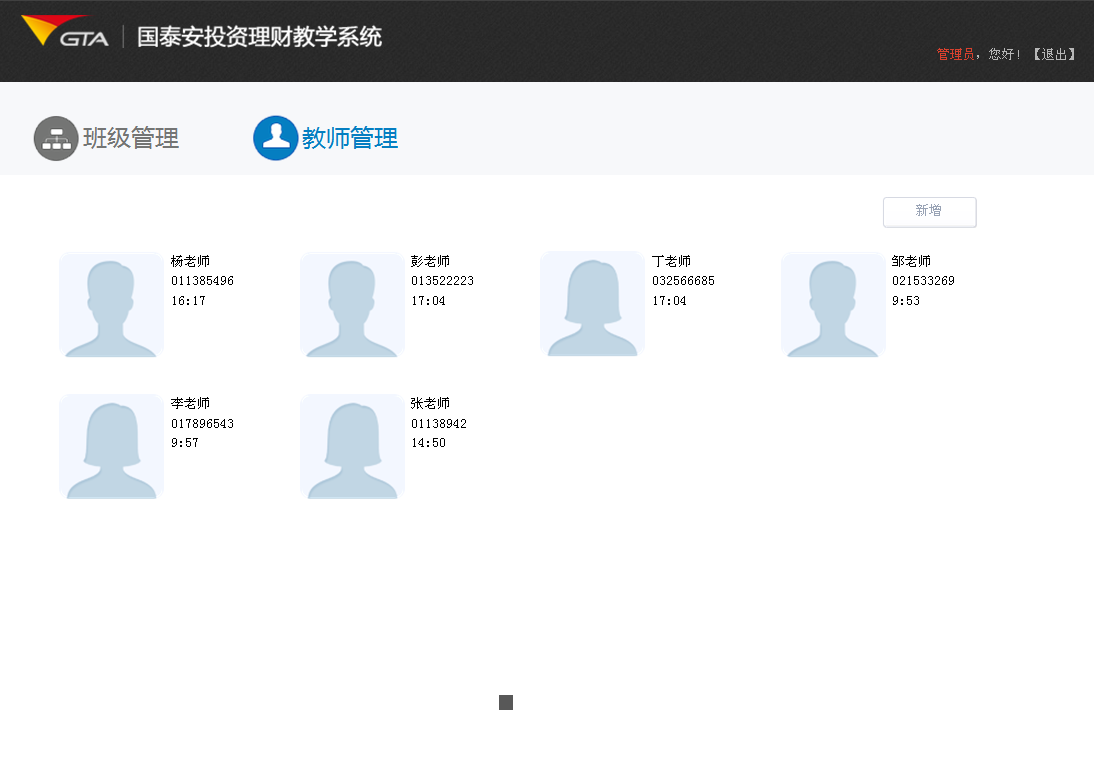 GTA 国泰安投资理财教学系统
管理员，您好！【退出】
班级管理 教师管理
新增
杨老师
011385496
16:17
彭老师
013522223
17:04
丁老师
032566685
17:04
邹老师
021533269
9:53
李老师
017896543
9:57
张老师
01138942
14:50